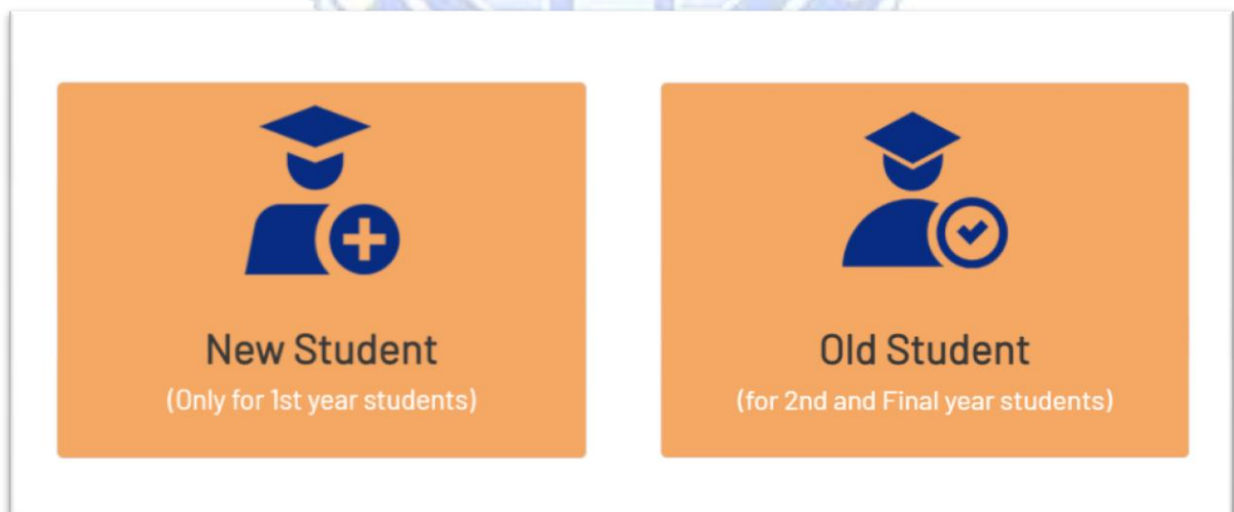 New Student
(Only for 1st year students)
Old Student
(for 2nd and Final year students)